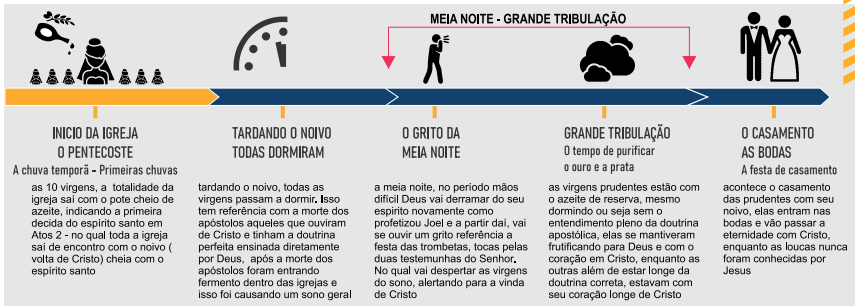 MEIA NOITE - GRANDE TRIBULAÇÃO
INICIO DA IGREJA
O PENTECOSTE
A chuva temporã - Primeiras chuvas
as 10 virgens, a totalidade da
igreja saí com o pote cheio de
azeite, indicando a primeira
decida do espírito santo em
Atos 2 - no qual toda a igreja
saí de encontro com o noivo (
volta de Cristo) cheia com o
espírito santo
TARDANDO O NOIVO
TODAS DORMIRAM
tardando o noivo, todas as
virgens passam a dormir. Isso
tem referência com a morte dos
apóstolos aqueles que ouviram
de Cristo e tinham a doutrina
perfeita ensinada diretamente
por Deus, após a morte dos
apóstolos foram entrando
fermento dentro das igrejas e
isso foi causando um sono geral
O GRITO DA
MEIA NOITE
a meia noite, no período mãos
difícil Deus vai derramar do seu
espirito novamente como
profetizou Joel e a partir daí, vai
se ouvir um grito referência a
festa das trombetas, tocas pelas
duas testemunhas do Senhor.
No qual vai despertar as virgens
do sono, alertando para a vinda
de Cristo
GRANDE TRIBULAÇÃO
O tempo de purificar
o ouro e a prata
as virgens prudentes estão com
o azeite de reserva, mesmo
dormindo ou seja sem o
entendimento pleno da doutrina
apostólica, elas se mantiveram
frutificando para Deus e com o
coração em Cristo, enquanto as
outras além de estar longe da
doutrina correta, estavam com
seu coração longe de Cristo
O CASAMENTO
AS BODAS
A festa de casamento
acontece o casamento
das prudentes com seu
noivo, elas entram nas
bodas e vão passar a
eternidade com Cristo,
enquanto as loucas nunca
foram conhecidas por
Jesus